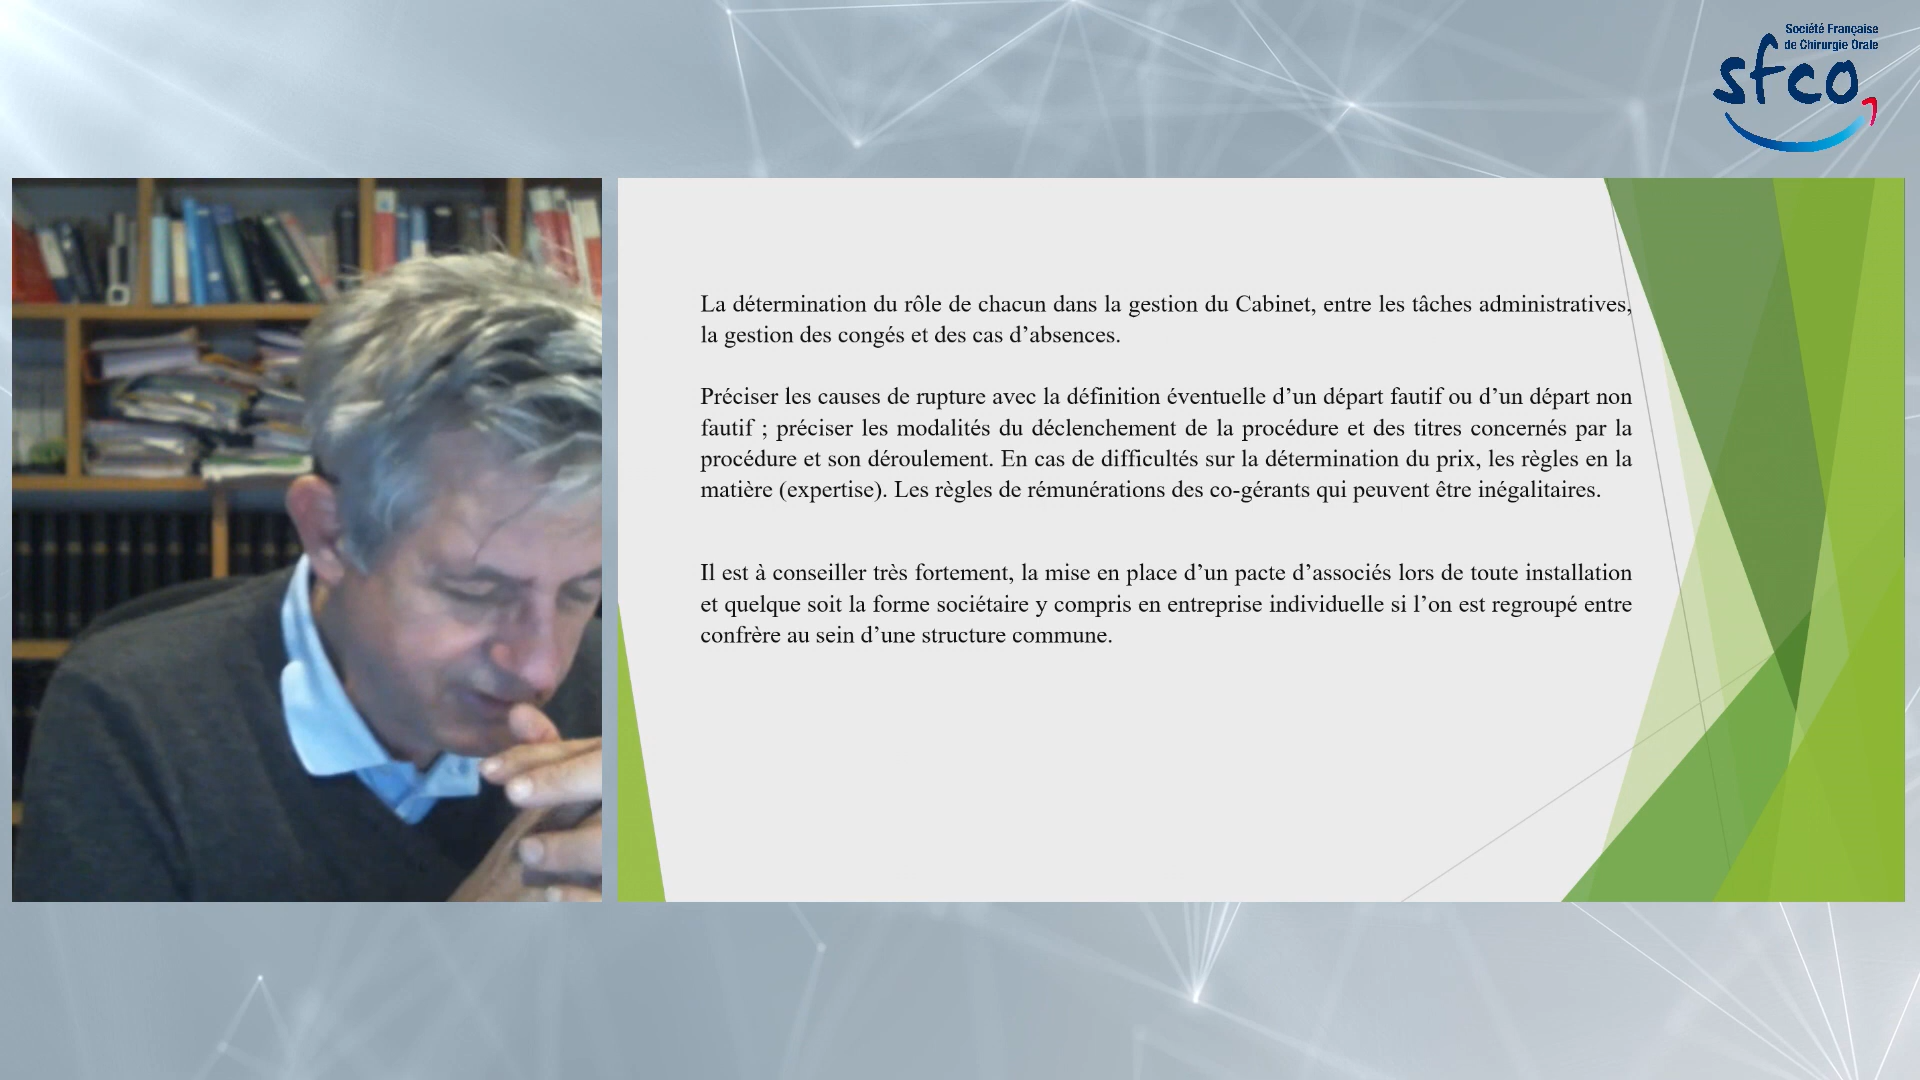 Société Française
de Chirurgie Orale
sfco
La détermination du rôle de chacun dans la gestion du Cabinet, entre les tâches administratives,
la gestion des congés et des cas d’absences.
Préciser les causes de rupture avec la définition éventuelle d’un départ fautif ou d’un départ non
fautif ; préciser les modalités du déclenchement de la procédure et des titres concernés par la
procédure et son déroulement. En cas de difficultés sur la détermination du prix, les règles en la
matière (expertise). Les règles de rémunérations des co-gérants qui peuvent être inégalitaires.
Il est à conseiller très fortement, la mise en place d’un pacte d’associés lors de toute installation
et quelque soit la forme sociétaire y compris en entreprise individuelle si l’on est regroupé entre
confrère au sein d’une structure commune.